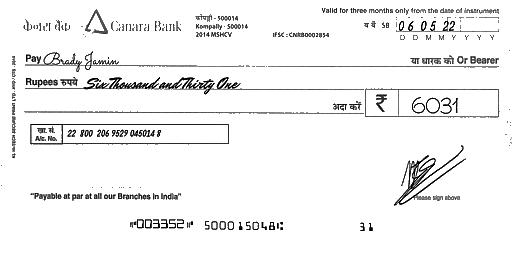 केनरा बैंक Canara Bank
कोंपल्ली - 500014
Kompally - 500014
2014 MSHCV
IFSC : CNRB0002854
Valid for three months only from the date of instrument
SB 06 05 22
D D M M Y Y Y Y
Pay Brady Jamin या धारक को Or Bearer
Rupees रुपये Six Thousand and Thirty One
अदा करें ₹ 6031
खा. सं.
A/c. No. 22 800 206 9529 045014 8
"Payable at par at all our Branches in India"
Please sign above
⑈003352⑈ 500015048⑆ 31